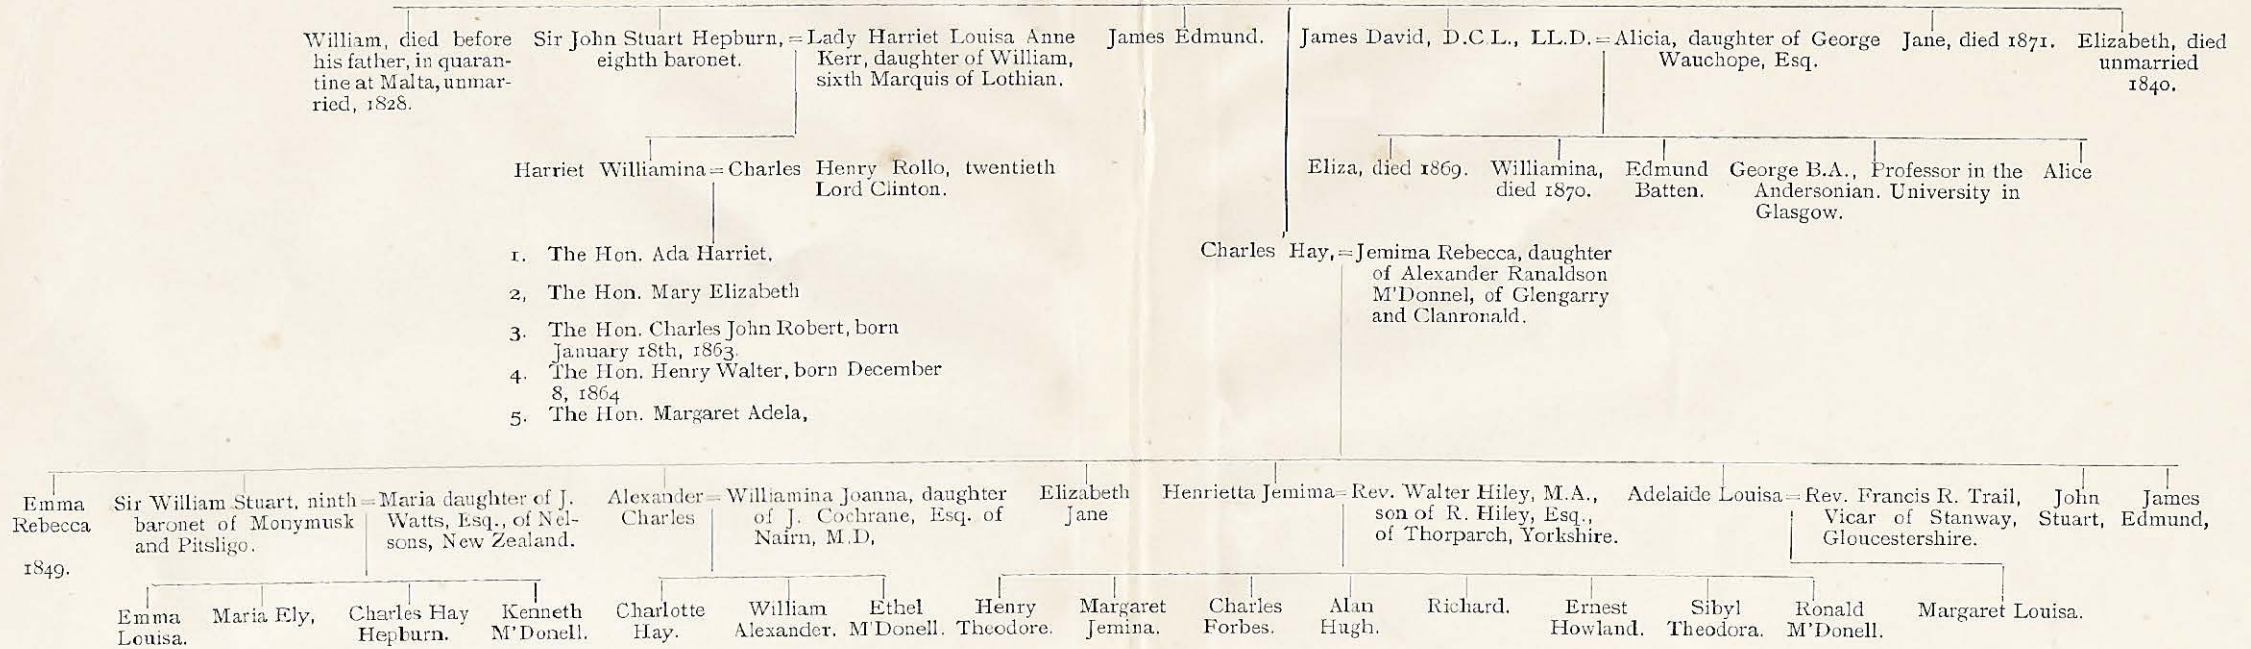 William, died before
his father, in quaran-
tine at Malta, unmar-
ried, 1828.
Sir John Stuart Hepburn, =
eighth baronet.
Lady Harriet Louisa Anne
Kerr, daughter of William,
sixth Marquis of Lothian.
James Edmund.
James David, D.C.L., LL.D. =
Alicia, daughter of George
Wauchope, Esq.
Jane, died 1871.
Elizabeth, died
unmarried
1840.
Harriet Williamina = Charles Henry Rollo, twentieth
Lord Clinton.
Eliza, died 1869.
Williamina,
died 1870.
Edmund
Batten.
George B.A., Professor in the
Andersonian. University in
Glasgow.
Alice
1. The Hon. Ada Harriet,
2, The Hon. Mary Elizabeth
3. The Hon. Charles John Robert, born
January 18th, 1863.
4. The Hon. Henry Walter, born December
8, 1864
5. The Hon. Margaret Adela,
Charles Hay, = Jemima Rebecca, daughter
of Alexander Ranaldson
M'Donnel, of Glengarry
and Clanronald.
Emma
Rebecca
1849.
Sir William Stuart, ninth =
baronet of Monymusk
and Pitsligo.
Maria daughter of J.
Watts, Esq., of Nel-
sons, New Zealand.
Alexander =
Charles
Williamina Joanna, daughter
of J. Cochrane, Esq. of
Nairn, M.D,
Elizabeth
Jane
Henrietta Jemima =
Rev. Walter Hiley, M.A.,
son of R. Hiley, Esq.,
of Thorparch, Yorkshire.
Adelaide Louisa =
Rev. Francis R. Trail,
Vicar of Stanway,
Gloucestershire.
John
Stuart,
James
Edmund,
Emma
Louisa.
Maria Ely,
Charles Hay
Hepburn.
Kenneth
M'Donell.
Charlotte
Hay.
William
Alexander.
Ethel
M'Donell.
Henry
Theodore.
Margaret
Jemina.
Charles
Forbes.
Alan
Hugh.
Richard.
Ernest
Howland.
Sibyl
Theodora.
Ronald
M'Donell.
Margaret Louisa.